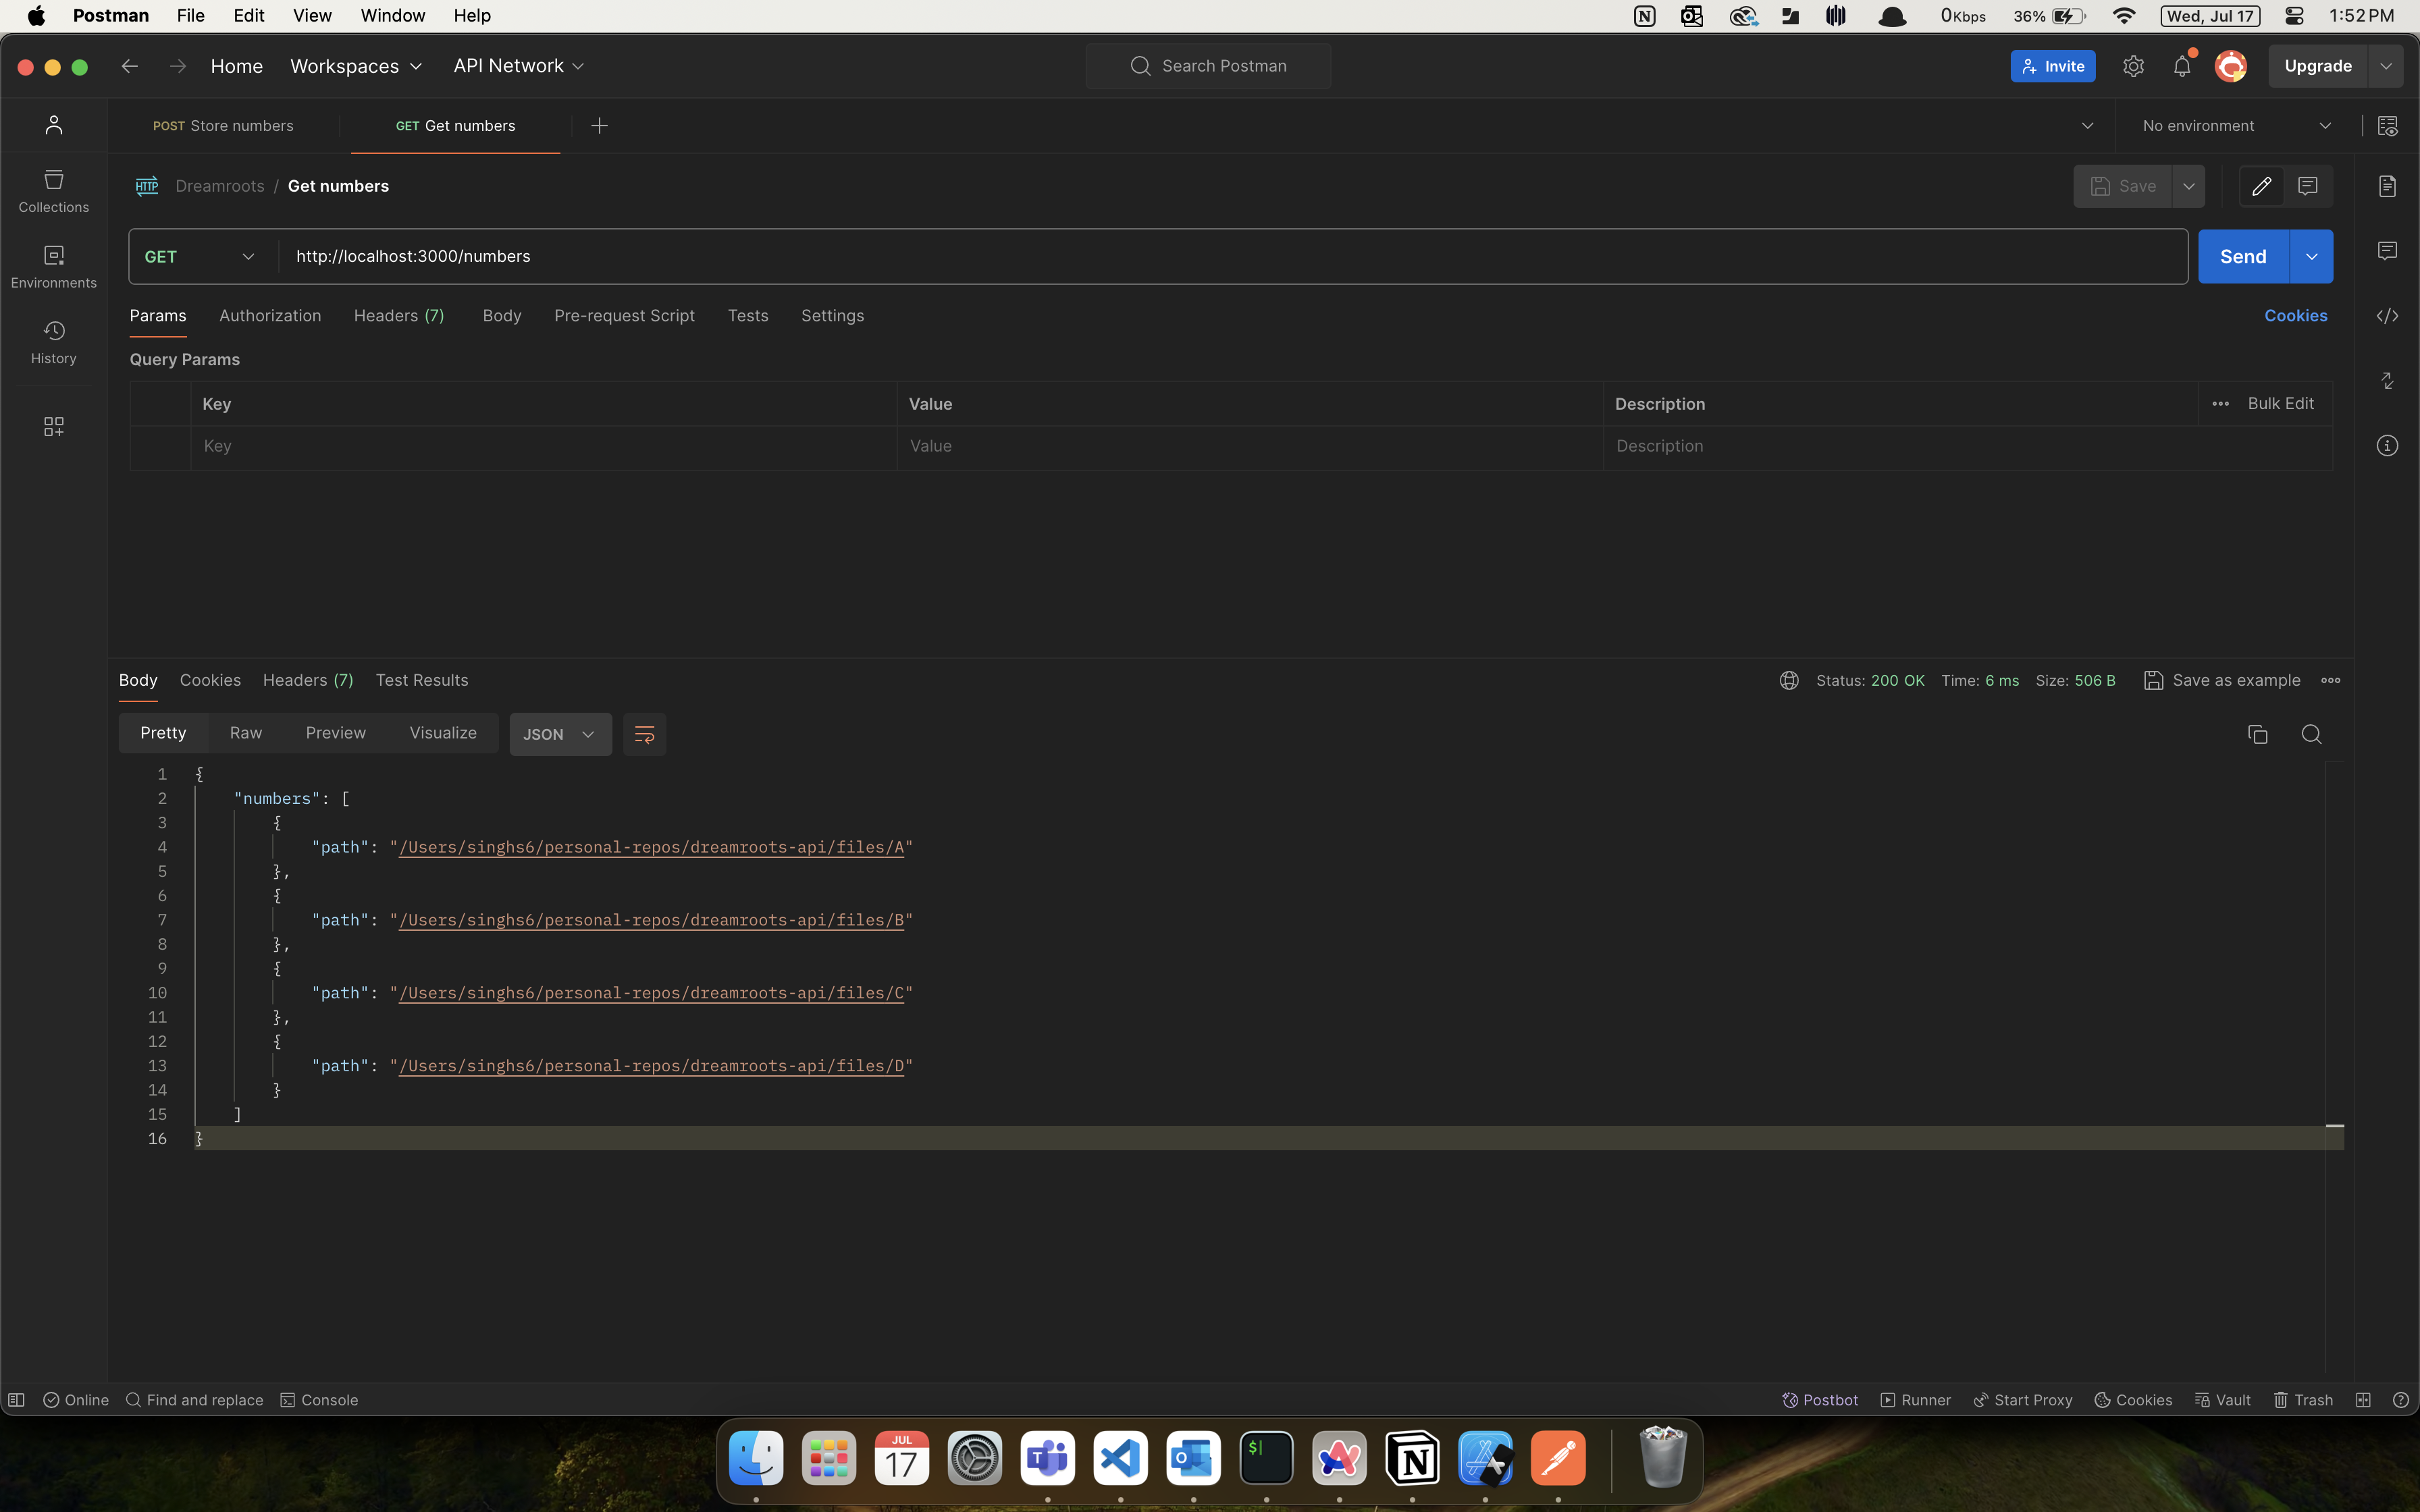 Postman File Edit View Window Help 0Kbps 36% Wed, Jul 17 1:52 PM
Home Workspaces API Network Search Postman Invite Upgrade
POST Store numbers GET Get numbers No environment
HTTP Dreamroots / Get numbers Save
Collections
GET http://localhost:3000/numbers Send
Environments
Params Authorization Headers (7) Body Pre-request Script Tests Settings Cookies
History
Query Params
Key Value Description Bulk Edit
Key Value Description
Body Cookies Headers (7) Test Results Status: 200 OK Time: 6 ms Size: 506 B Save as example
Pretty Raw Preview Visualize JSON
1 {
2 "numbers": [
3 {
4 "path": "/Users/singhs6/personal-repos/dreamroots-api/files/A"
5 },
6 {
7 "path": "/Users/singhs6/personal-repos/dreamroots-api/files/B"
8 },
9 {
10 "path": "/Users/singhs6/personal-repos/dreamroots-api/files/C"
11 },
12 {
13 "path": "/Users/singhs6/personal-repos/dreamroots-api/files/D"
14 }
15 ]
16 }
Online Find and replace Console Postbot Runner Start Proxy Cookies Vault Trash
JUL
17